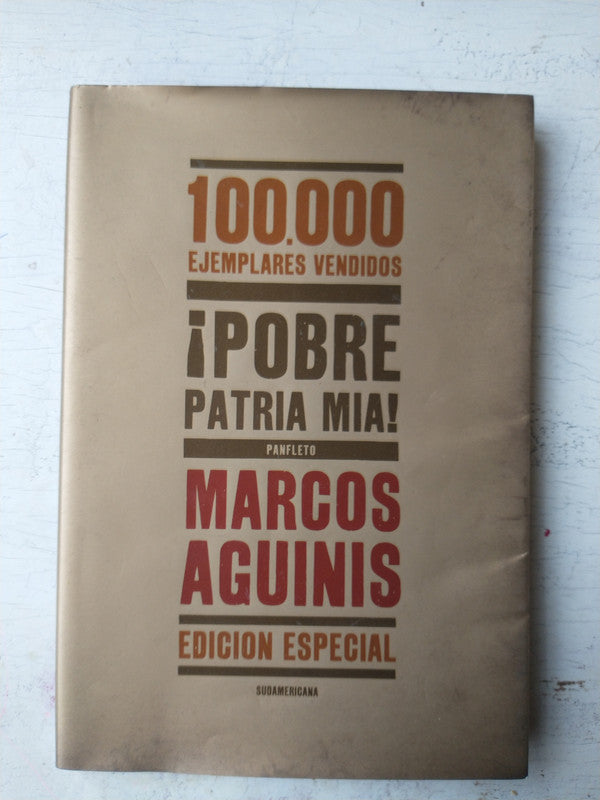 100.000
EJEMPLARES VENDIDOS
¡POBRE
PATRIA MIA!
PANFLETO
MARCOS
AGUINIS
EDICION ESPECIAL
SUDAMERICANA